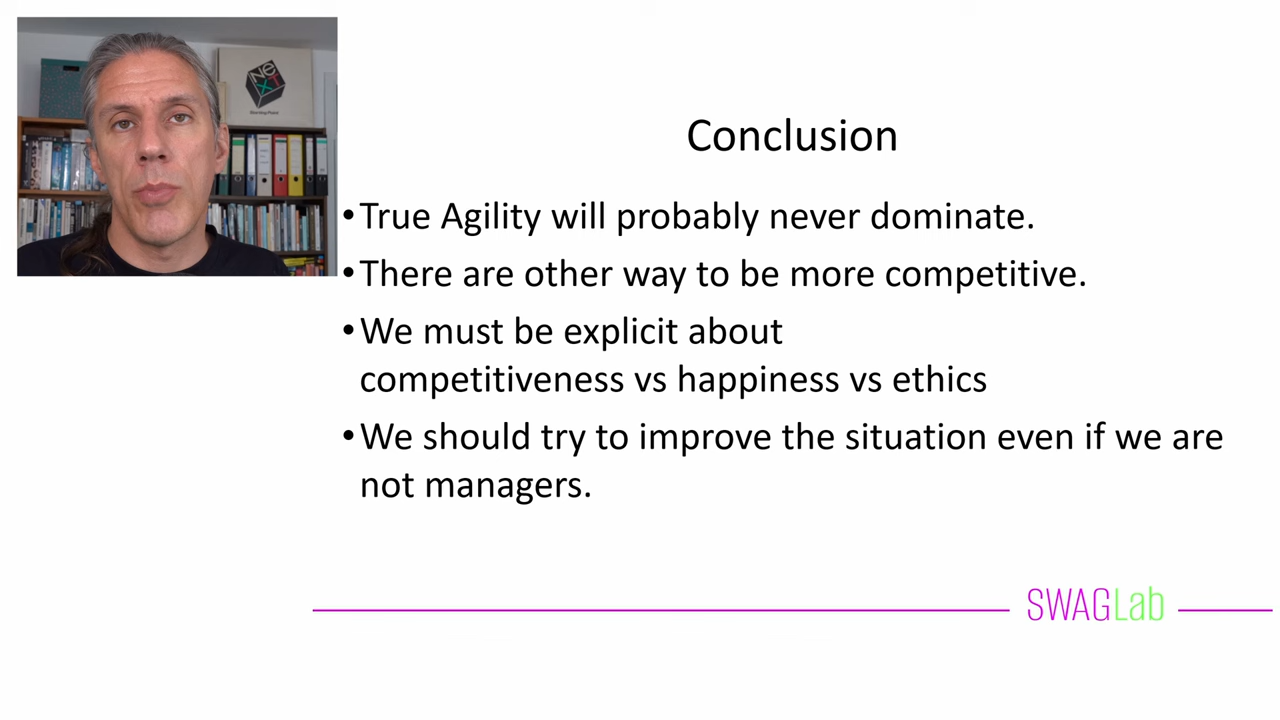 NeXT
Conclusion
•True Agility will probably never dominate.
•There are other way to be more competitive.
•We must be explicit about
competitiveness vs happiness vs ethics
•We should try to improve the situation even if we are
not managers.
SWAGLab